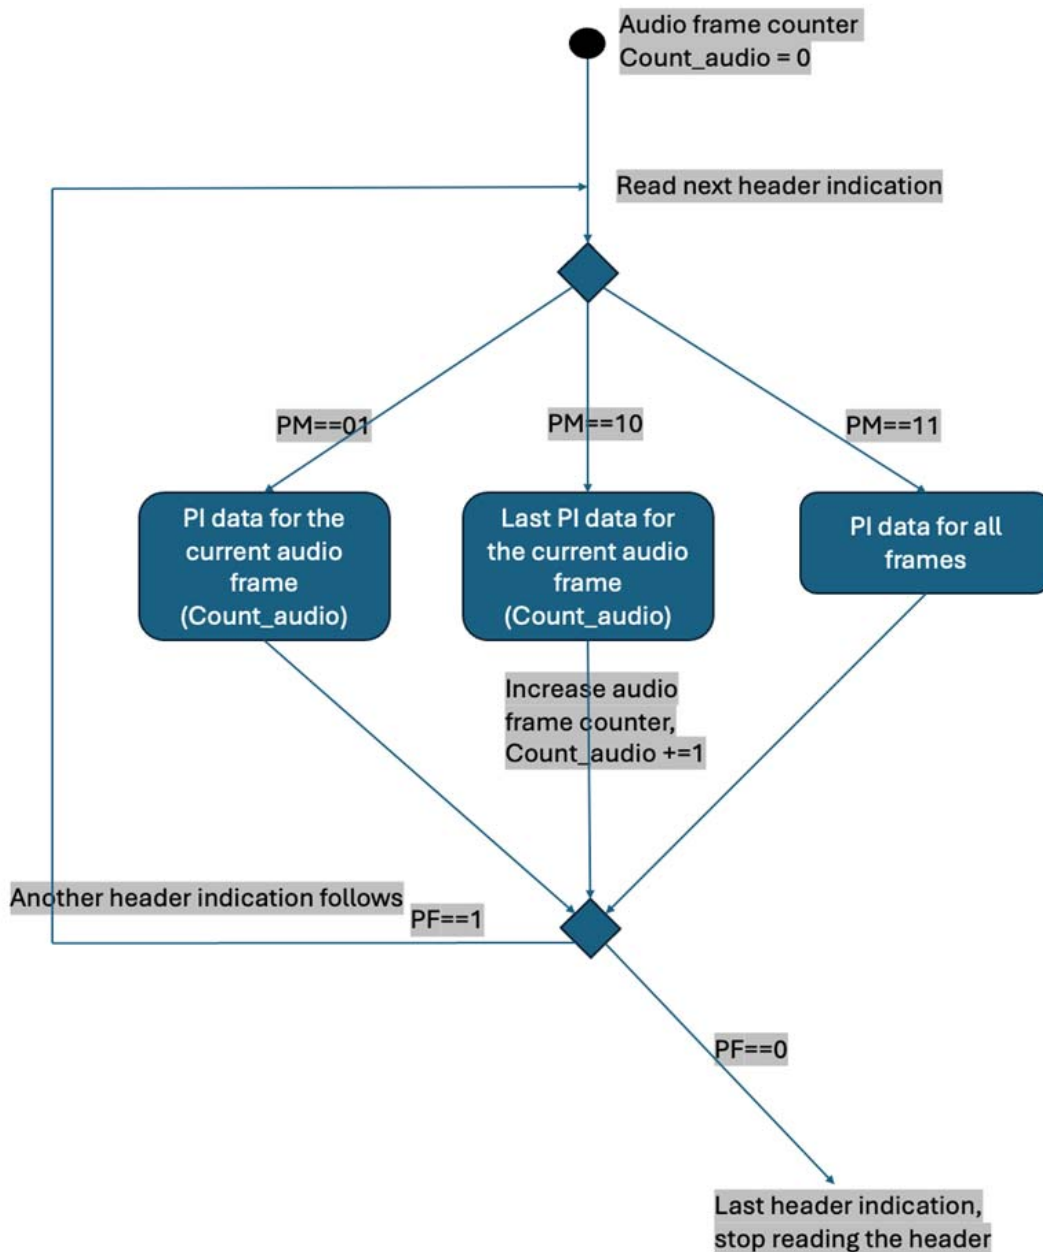 Audio frame counter
Count_audio = 0
Read next header indication
PM==01
PM==10
PM==11
PI data for the
current audio
frame
(Count_audio)
Last PI data for
the current audio
frame
(Count_audio)
PI data for all
frames
Increase audio
frame counter,
Count_audio +=1
Another header indication follows
PF==1
PF==0
Last header indication,
stop reading the header